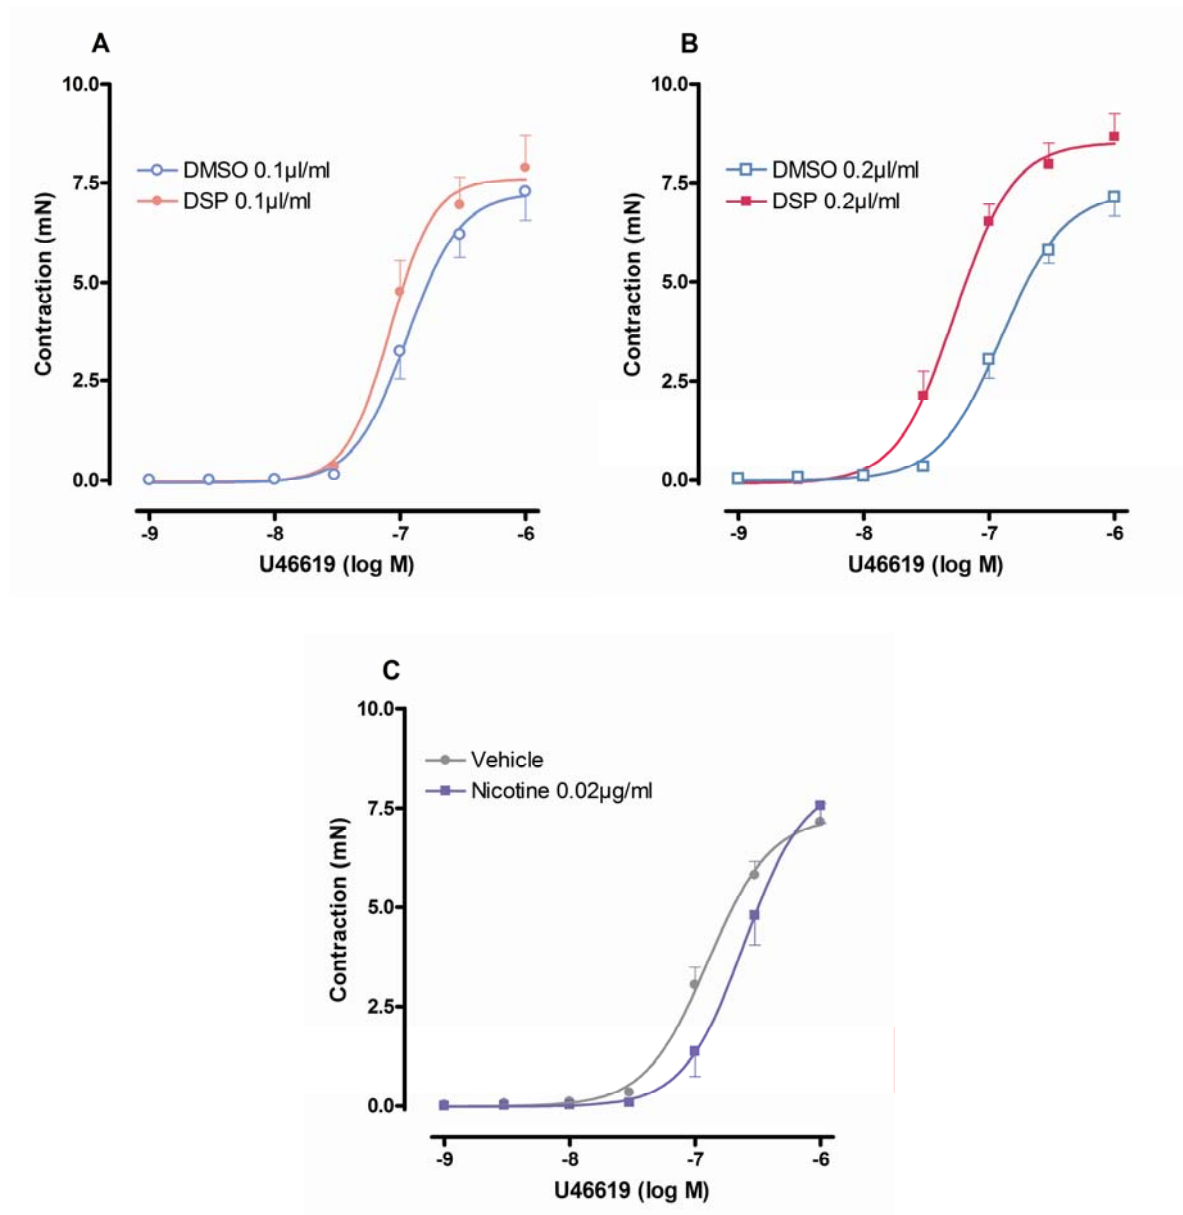 A
10.0
DMSO 0.1µl/ml
DSP 0.1µl/ml
7.5
5.0
2.5
0.0
Contraction (mN)
-9 -8 -7 -6
U46619 (log M)
B
10.0
DMSO 0.2µl/ml
DSP 0.2µl/ml
7.5
5.0
2.5
0.0
Contraction (mN)
-9 -8 -7 -6
U46619 (log M)
C
10.0
Vehicle
Nicotine 0.02µg/ml
7.5
5.0
2.5
0.0
Contraction (mN)
-9 -8 -7 -6
U46619 (log M)